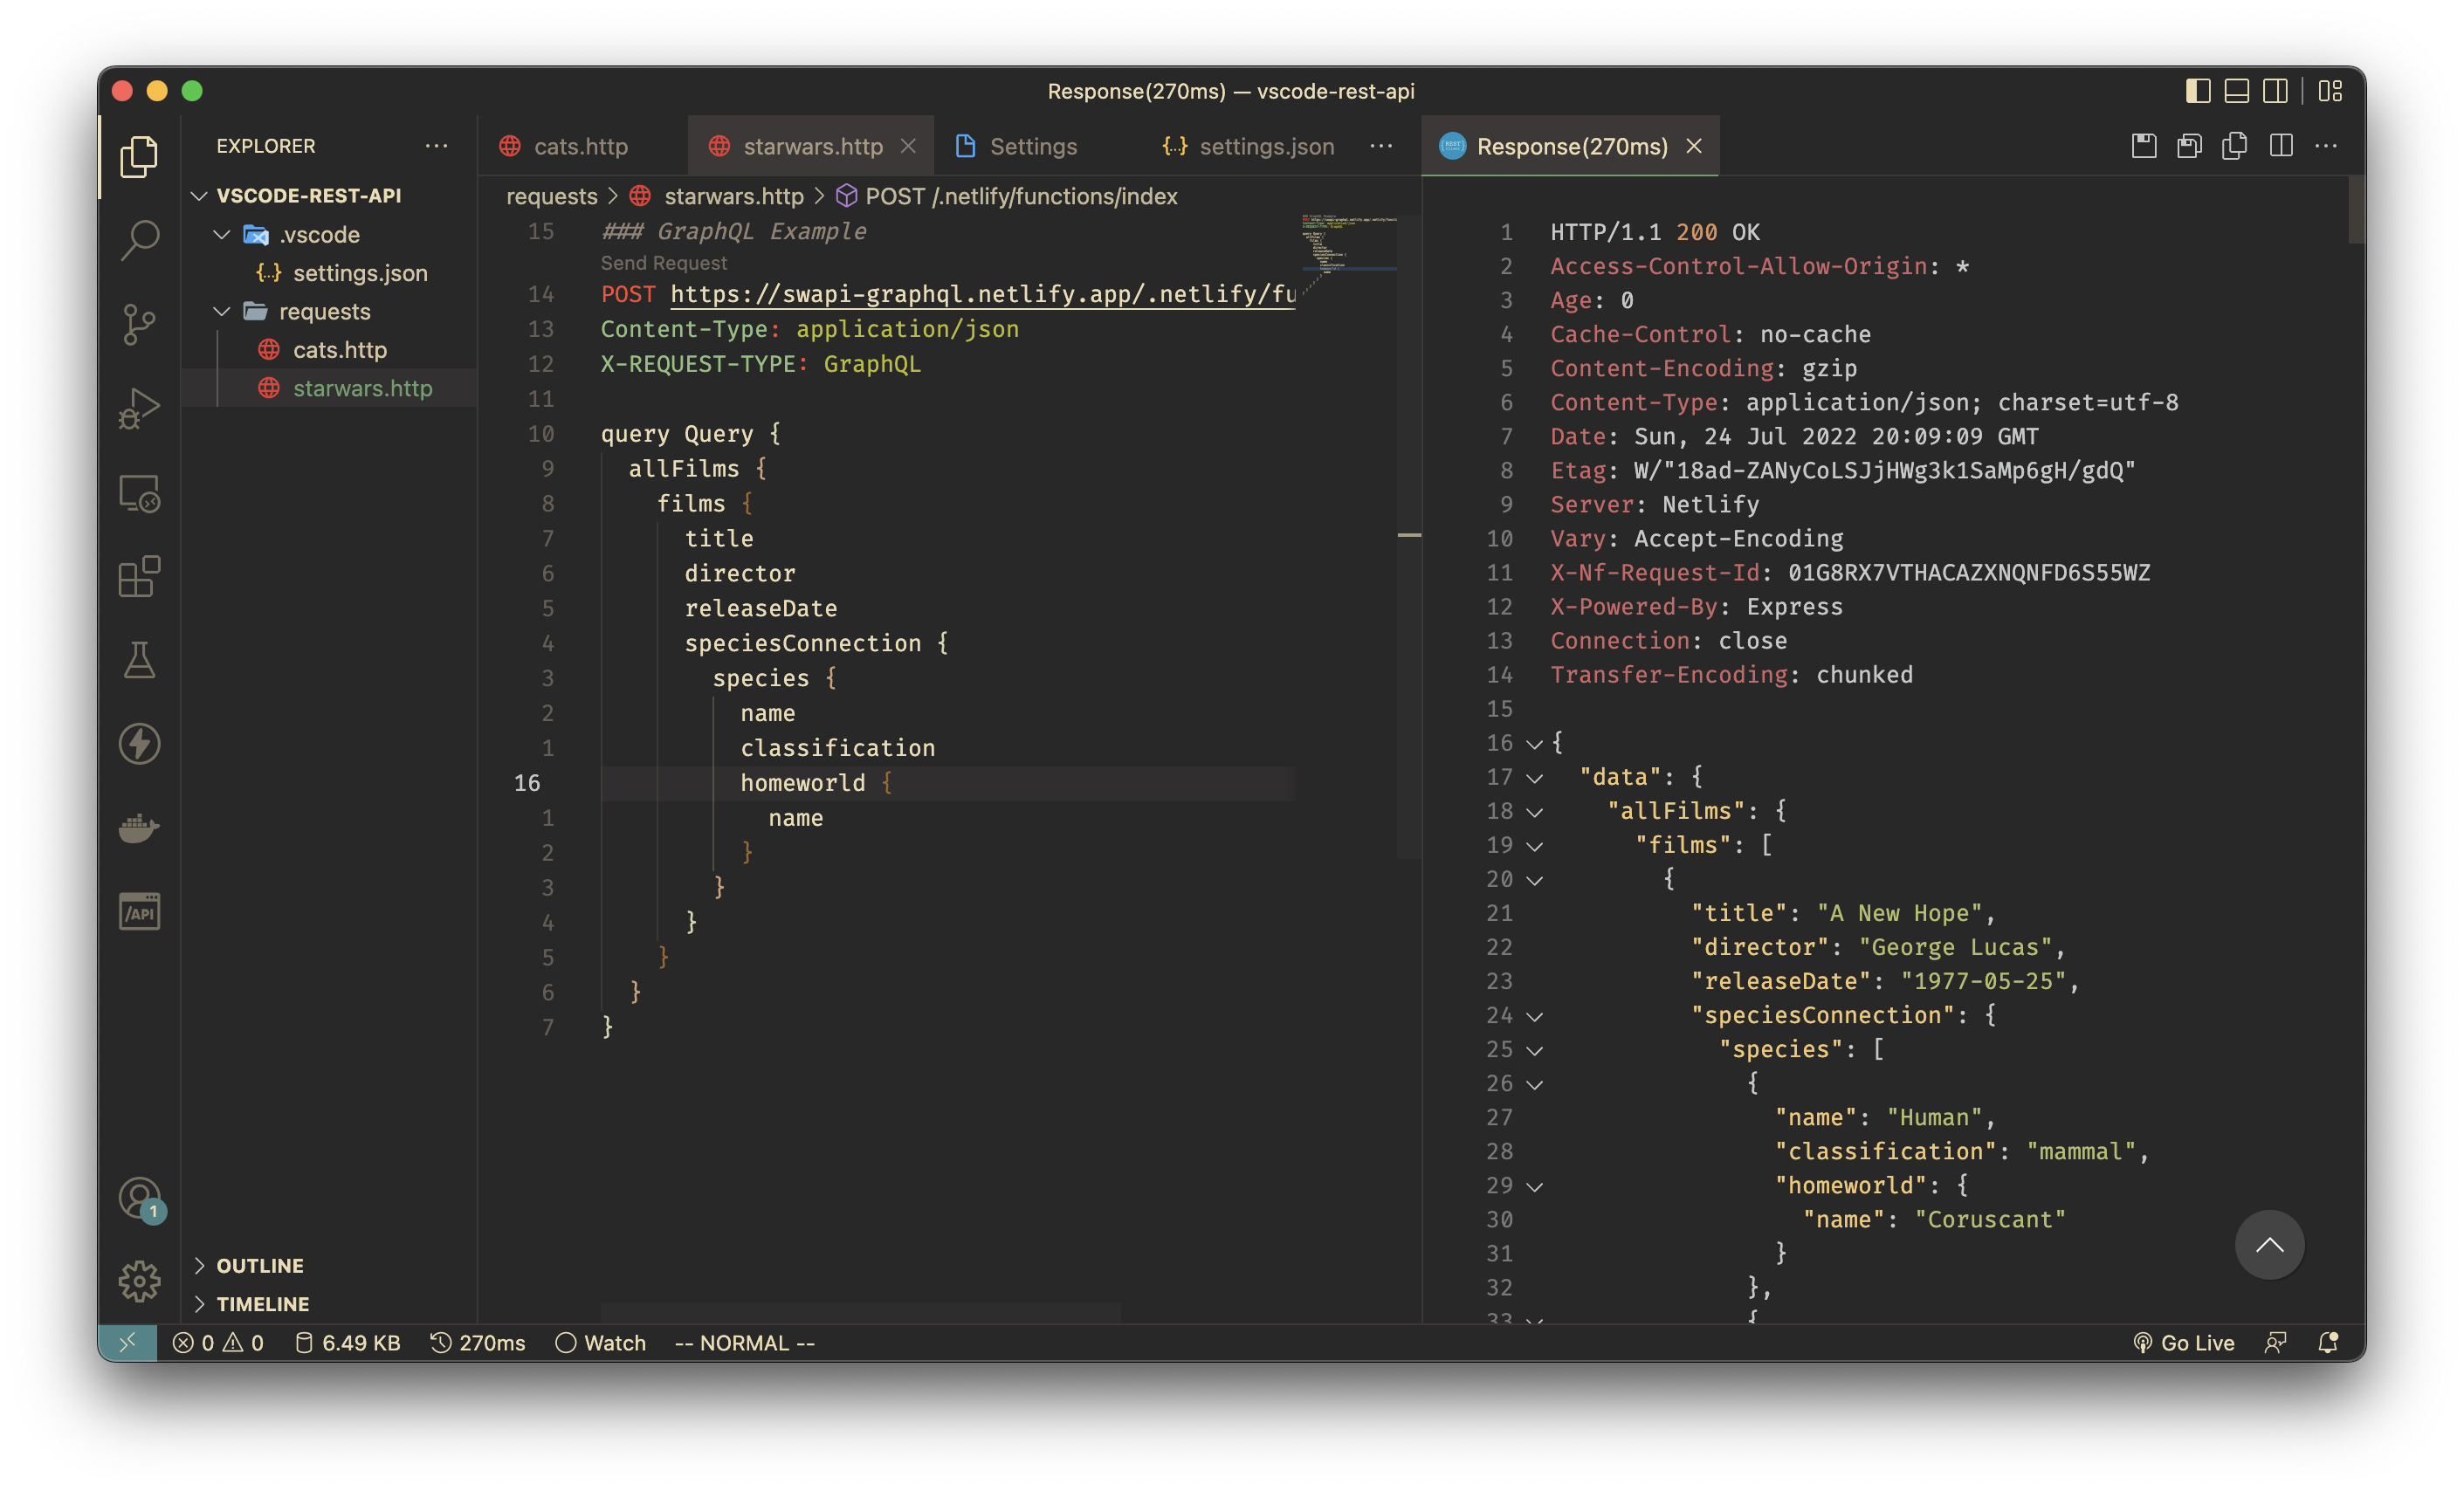 Response(270ms) — vscode-rest-api
EXPLORER
VSCODE-REST-API
.vscode
settings.json
requests
cats.http
starwars.http
OUTLINE
TIMELINE
/API
1
cats.http
starwars.http
Settings
settings.json
requests > starwars.http > POST /.netlify/functions/index
15 ### GraphQL Example
Send Request
14 POST https://swapi-graphql.netlify.app/.netlify/fu
13 Content-Type: application/json
12 X-REQUEST-TYPE: GraphQL
11
10 query Query {
9 allFilms {
8 films {
7 title
6 director
5 releaseDate
4 speciesConnection {
3 species {
2 name
1 classification
16 homeworld {
1 name
2 }
3 }
4 }
5 }
6 }
7 }
Response(270ms)
1 HTTP/1.1 200 OK
2 Access-Control-Allow-Origin: *
3 Age: 0
4 Cache-Control: no-cache
5 Content-Encoding: gzip
6 Content-Type: application/json; charset=utf-8
7 Date: Sun, 24 Jul 2022 20:09:09 GMT
8 Etag: W/"18ad-ZANyCoLSJjHWg3k1SaMp6gH/gdQ"
9 Server: Netlify
10 Vary: Accept-Encoding
11 X-Nf-Request-Id: 01G8RX7VTHACAZXNQNFD6S55WZ
12 X-Powered-By: Express
13 Connection: close
14 Transfer-Encoding: chunked
15
16 {
17 "data": {
18 "allFilms": {
19 "films": [
20 {
21 "title": "A New Hope",
22 "director": "George Lucas",
23 "releaseDate": "1977-05-25",
24 "speciesConnection": {
25 "species": [
26 {
27 "name": "Human",
28 "classification": "mammal",
29 "homeworld": {
30 "name": "Coruscant"
31 }
32 },
33 {
0 0 6.49 KB 270ms Watch -- NORMAL --
Go Live